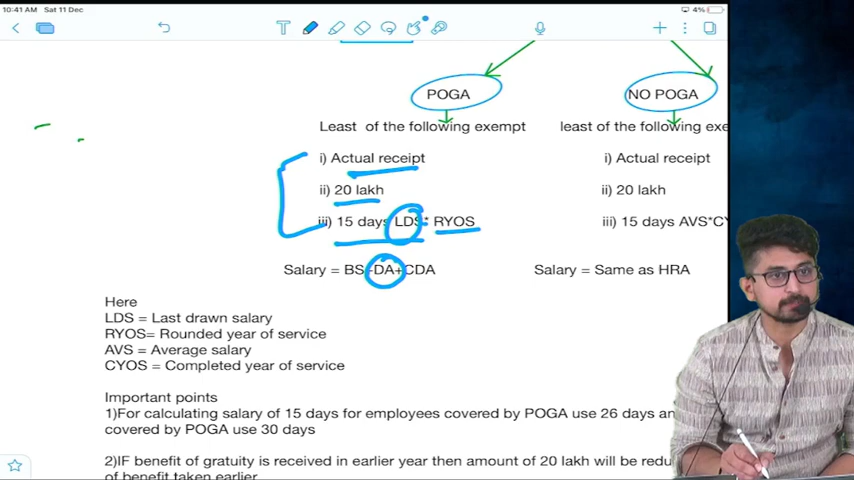 10:41 AM Sat 11 Dec
4%
T
POGA
NO POGA
Least of the following exempt
least of the following exe
i) Actual receipt
i) Actual receipt
ii) 20 lakh
ii) 20 lakh
iii) 15 days LDS* RYOS
iii) 15 days AVS*CY
Salary = BS+DA+CDA
Salary = Same as HRA
Here
LDS = Last drawn salary
RYOS= Rounded year of service
AVS = Average salary
CYOS = Completed year of service
Important points
1)For calculating salary of 15 days for employees covered by POGA use 26 days an
covered by POGA use 30 days
2)IF benefit of gratuity is received in earlier year then amount of 20 lakh will be redu
of benefit taken earlier